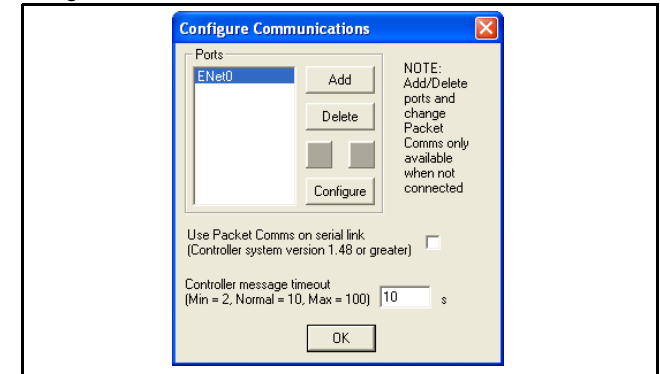 Configure Communications
Ports
ENet0
Add
Delete
Configure
NOTE:
Add/Delete
ports and
change
Packet
Comms only
available
when not
connected
Use Packet Comms on serial link
(Controller system version 1.48 or greater)
Controller message timeout
(Min = 2, Normal = 10, Max = 100) 10 s
OK